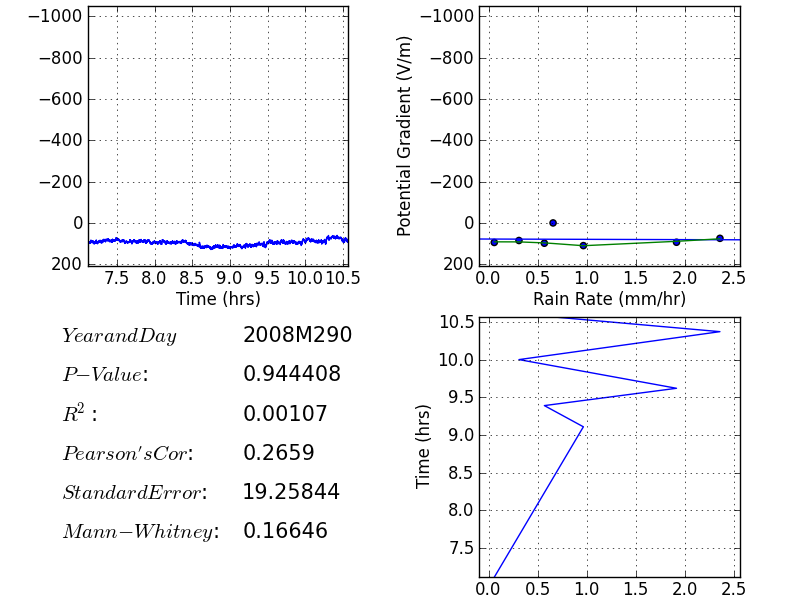 −1000
−800
−600
−400
−200
0
200
7.5 8.0 8.5 9.0 9.5 10.0 10.5
Time (hrs)
Potential Gradient (V/m)
−1000
−800
−600
−400
−200
0
200
0.0 0.5 1.0 1.5 2.0 2.5
Rain Rate (mm/hr)
YearandDay 2008M290
P−Value: 0.944408
R² : 0.00107
Pearson'sCor: 0.2659
StandardError: 19.25844
Mann−Whitney: 0.16646
Time (hrs)
10.5
10.0
9.5
9.0
8.5
8.0
7.5
0.0 0.5 1.0 1.5 2.0 2.5